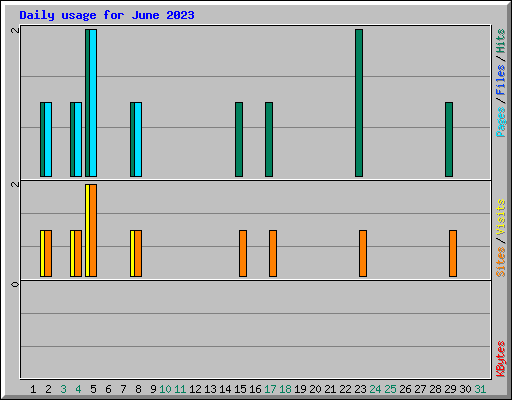 Daily usage for June 2023
2
Pages/Files/Hits
2
Sites/Visits
0
KBytes
1 2 3 4 5 6 7 8 9 10 11 12 13 14 15 16 17 18 19 20 21 22 23 24 25 26 27 28 29 30 31